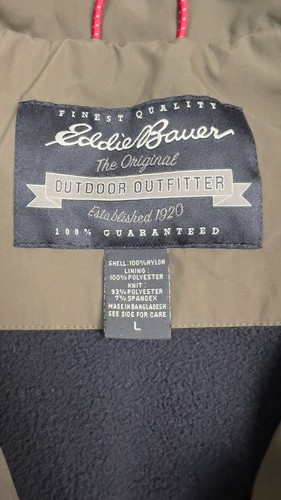 FINEST QUALITY
Eddie Bauer
The Original
OUTDOOR OUTFITTER
Established 1920
100% GUARANTEED
SHELL: 100% NYLON
LINING:
100% POLYESTER
KNIT:
93% POLYESTER
7% SPANDEX
MADE IN BANGLADESH
SEE SIDE FOR CARE
L